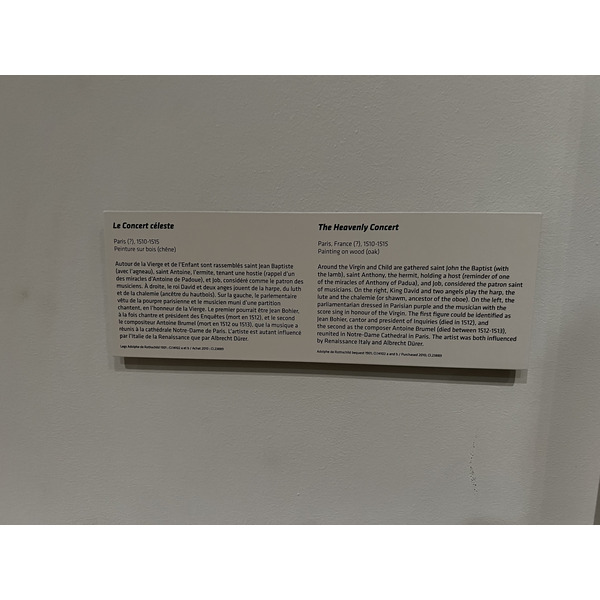 Le Concert céleste
Paris (?), 1510-1515
Peinture sur bois (chêne)
Autour de la Vierge et de l'Enfant sont rassemblés saint Jean Baptiste
(avec l'agneau), saint Antoine, l'ermite, tenant une hostie (rappel d'un
des miracles d'Antoine de Padoue), et Job, considéré comme le patron des
musiciens. À droite, le roi David et deux anges jouent de la harpe, du luth
et de la chalemie (ancêtre du hautbois). Sur la gauche, le parlementaire
vêtu de la pourpre parisienne et le musicien muni d'une partition
chantent, en l'honneur de la Vierge. Le premier pourrait être Jean Bohier,
à la fois chantre et président des Enquêtes (mort en 1512), et le second
le compositeur Antoine Brumel (mort en 1512 ou 1513), que la musique a
réunis à la cathédrale Notre-Dame de Paris. L'artiste est autant influencé
par l'Italie de la Renaissance que par Albrecht Dürer.
The Heavenly Concert
Paris, France (?), 1510-1515
Painting on wood (oak)
Around the Virgin and Child are gathered saint John the Baptist (with
the lamb), saint Anthony, the hermit, holding a host (reminder of one
of the miracles of Anthony of Padua), and Job, considered the patron saint
of musicians. On the right, King David and two angels play the harp, the
lute and the chalemie (or shawm, ancestor of the oboe). On the left, the
parliamentarian dressed in Parisian purple and the musician with the
score sing in honour of the Virgin. The first figure could be identified as
Jean Bohier, cantor and president of Inquiries (died in 1512), and
the second as the composer Antoine Brumel (died between 1512-1513),
reunited in Notre-Dame Cathedral in Paris. The artist was both influenced
by Renaissance Italy and Albrecht Dürer.